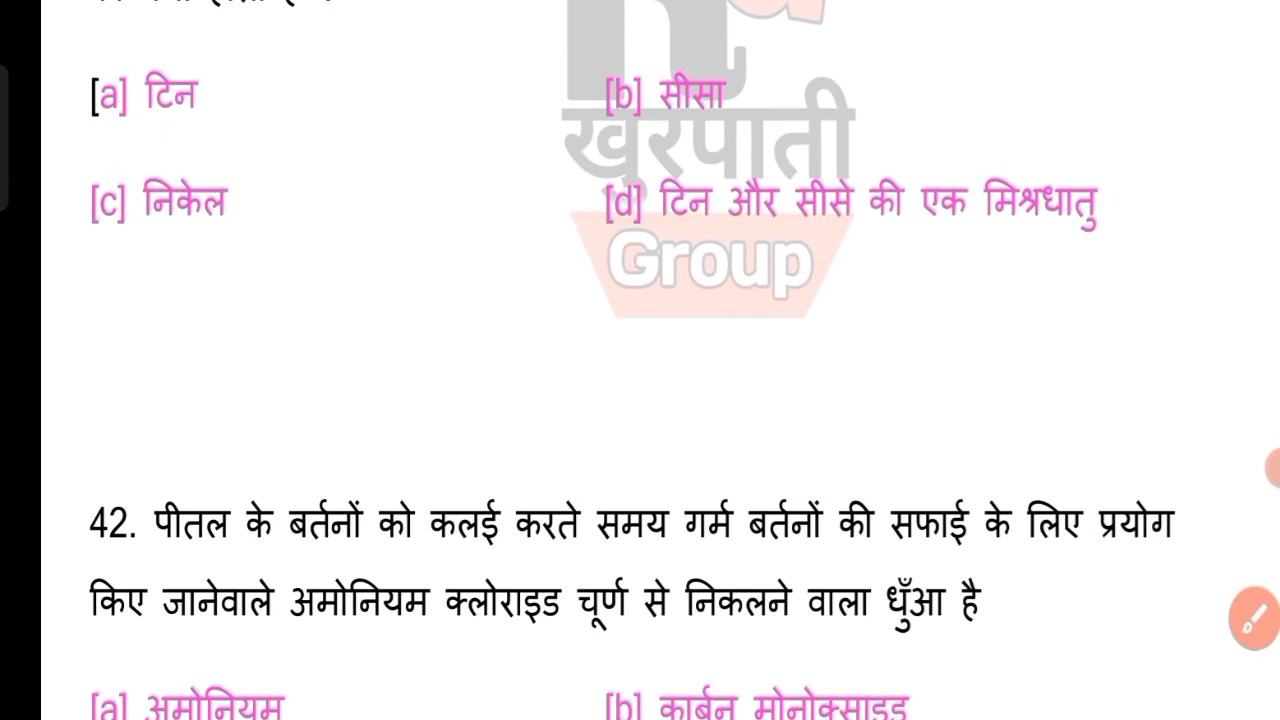 [a] टिन [b] सीसा
खुरपाती
[c] निकेल [d] टिन और सीसे की एक मिश्रधातु
Group
42. पीतल के बर्तनों को कलई करते समय गर्म बर्तनों की सफाई के लिए प्रयोग
किए जानेवाले अमोनियम क्लोराइड चूर्ण से निकलने वाला धुँआ है
[a] अमोनियम [b] कार्बन मोनोक्साइड